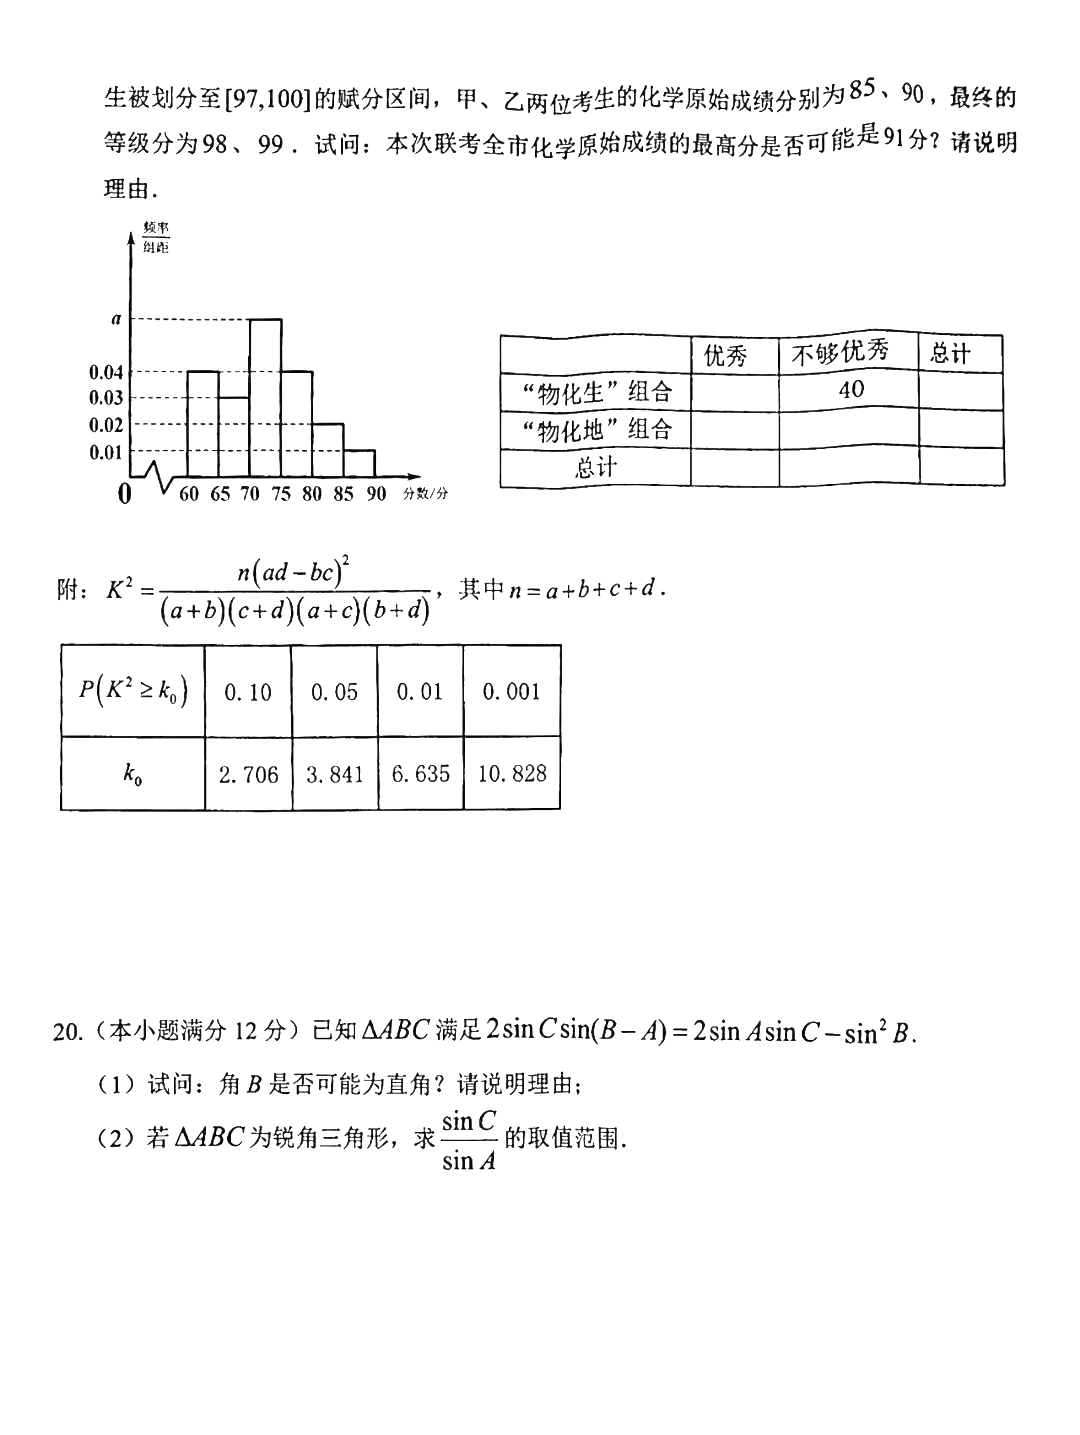 生被划分至[97,100]的赋分区间，甲、乙两位考生的化学原始成绩分别为85、90，最终的
等级分为98、99．试问：本次联考全市化学原始成绩的最高分是否可能是91分？请说明
理由．
频率
组距
a
0.04
0.03
0.02
0.01
0 60 65 70 75 80 85 90 分数/分
优秀 不够优秀 总计
“物化生”组合 40
“物化地”组合
总计
附：K²=n(ad−bc)²/((a+b)(c+d)(a+c)(b+d))，其中n=a+b+c+d．
P(K²≥k₀) 0.10 0.05 0.01 0.001
k₀ 2.706 3.841 6.635 10.828
20.（本小题满分 12 分）已知ΔABC满足2sinCsin(B−A)=2sinAsinC−sin²B.
（1）试问：角B是否可能为直角？请说明理由；
（2）若ΔABC为锐角三角形，求sinC/sinA的取值范围.